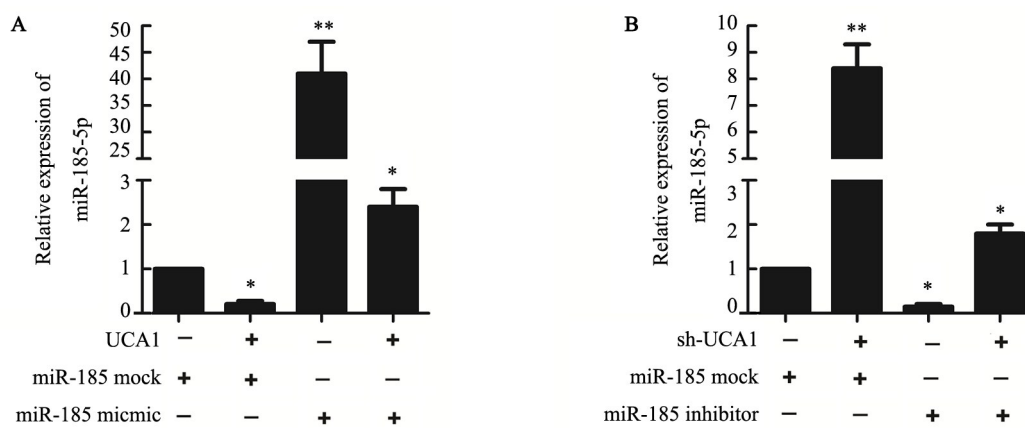 A
Relative expression of
miR-185-5p
50
45
40
35
30
25
3
2
1
0
**
*
*
UCA1 – + – +
miR-185 mock + + – –
miR-185 micmic – – + +
B
Relative expression of
miR-185-5p
10
9
8
7
6
5
3
2
1
0
**
*
*
sh-UCA1 – + – +
miR-185 mock + + – –
miR-185 inhibitor – – + +